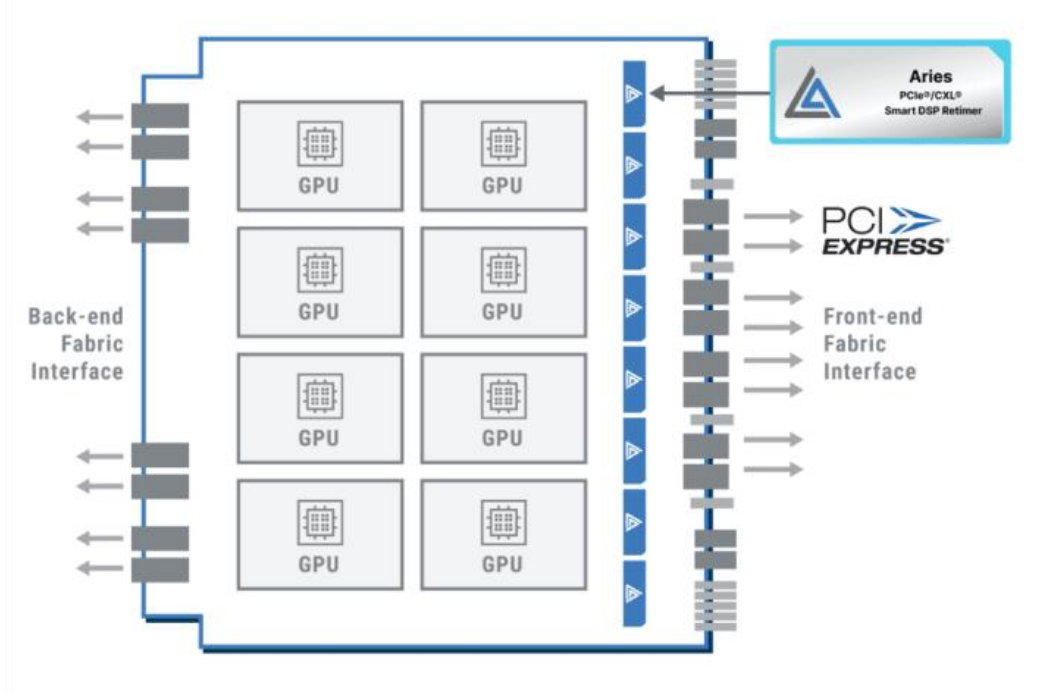 Aries
PCIe®/CXL®
Smart DSP Retimer
GPU
GPU
PCI
EXPRESS®
GPU
GPU
Back-end
Fabric
Interface
Front-end
Fabric
Interface
GPU
GPU
GPU
GPU